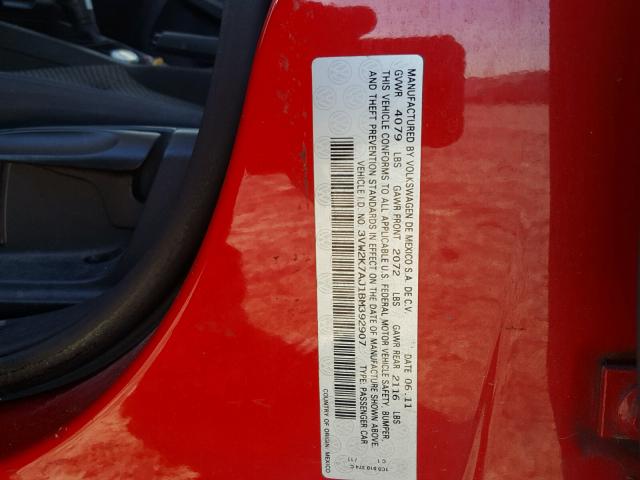 MANUFACTURED BY VOLKSWAGEN DE MEXICO S.A. DE C.V. DATE 06.11
GVWR 4079 LBS GAWR FRONT 2072 LBS GAWR REAR 2116 LBS
THIS VEHICLE CONFORMS TO ALL APPLICABLE U.S. FEDERAL MOTOR VEHICLE SAFETY, BUMPER,
AND THEFT PREVENTION STANDARDS IN EFFECT ON THE DATE OF MANUFACTURE SHOWN ABOVE.
VEHICLE I.D. NO. 3VW2K7AJ1BM392907 TYPE: PASSENGER CAR
COUNTRY OF ORIGIN: MEXICO